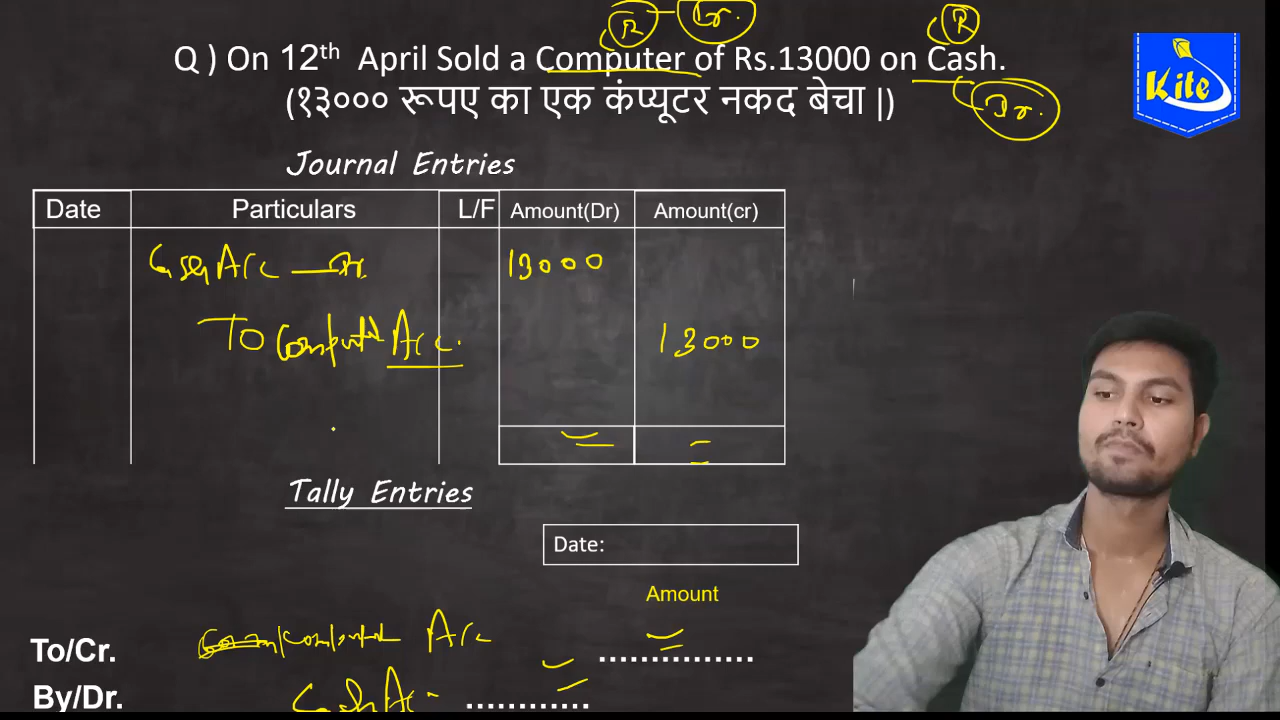 R Dr. R
Q ) On 12th April Sold a Computer of Rs.13000 on Cash.
(१३००० रूपए का एक कंप्यूटर नकद बेचा |)
Dr.
Kite
Journal Entries
Date Particulars L/F Amount(Dr) Amount(cr)
Cash A/c Dr. 13000
To Computer A/c. 13000
Tally Entries
Date:
Amount
To/Cr. Computer A/c ...............
By/Dr. Cash A/c ............